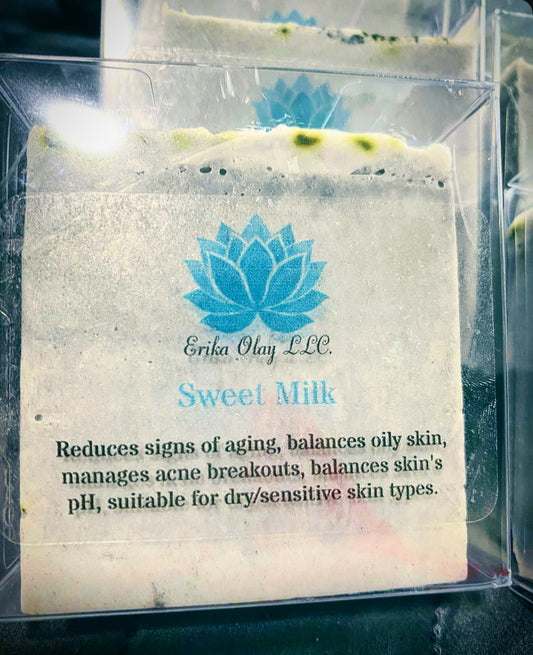 Erika Olay LLC.
Sweet Milk
Reduces signs of aging, balances oily skin,
manages acne breakouts, balances skin's
pH, suitable for dry/sensitive skin types.